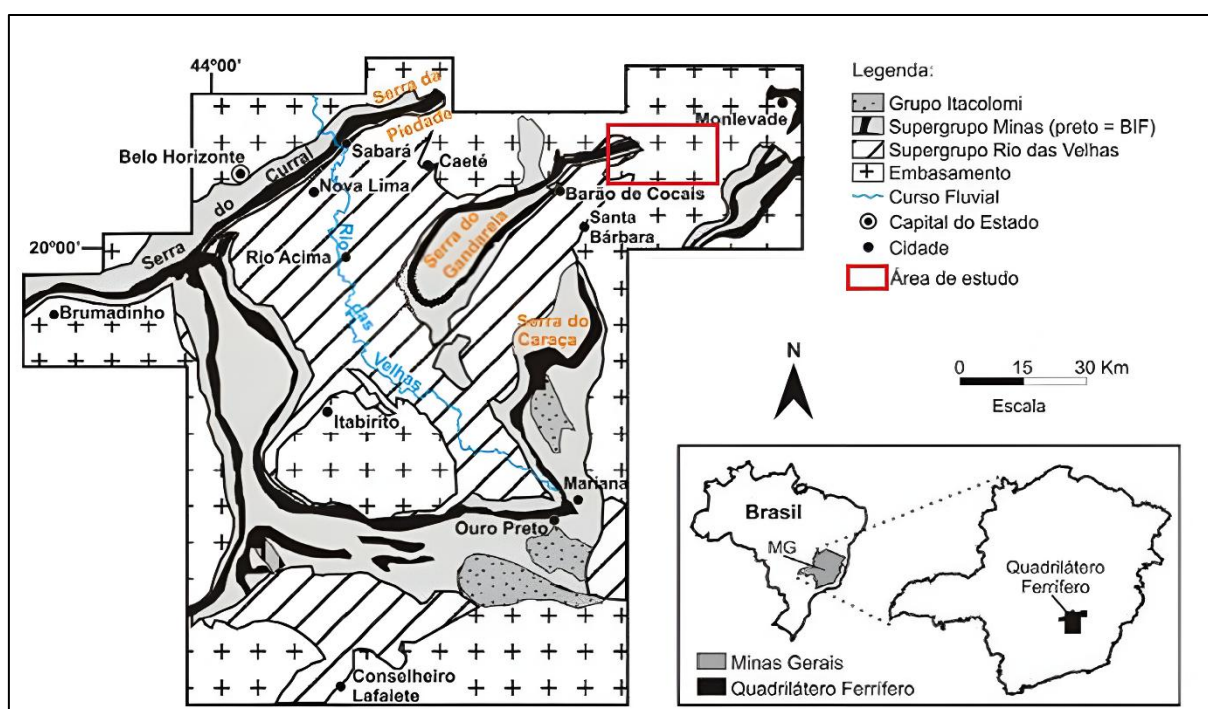 44°00'
20°00'
Serra da
Piedade
Belo Horizonte
Curral
do
Serra
Sabará
Nova Lima
Caeté
Monlevade
Barão de Cocais
Santa
Bárbara
Serra do
Gandarela
Rio Acima
Rio
das
Velhas
Brumadinho
Serra do
Caraça
Itabirito
Mariana
Ouro Preto
Conselheiro
Lafaiete
Legenda:
Grupo Itacolomi
Supergrupo Minas (preto = BIF)
Supergrupo Rio das Velhas
Embasamento
Curso Fluvial
Capital do Estado
Cidade
Área de estudo
N
0 15 30 Km
Escala
Brasil
MG
Quadrilátero
Ferrífero
Minas Gerais
Quadrilátero Ferrífero